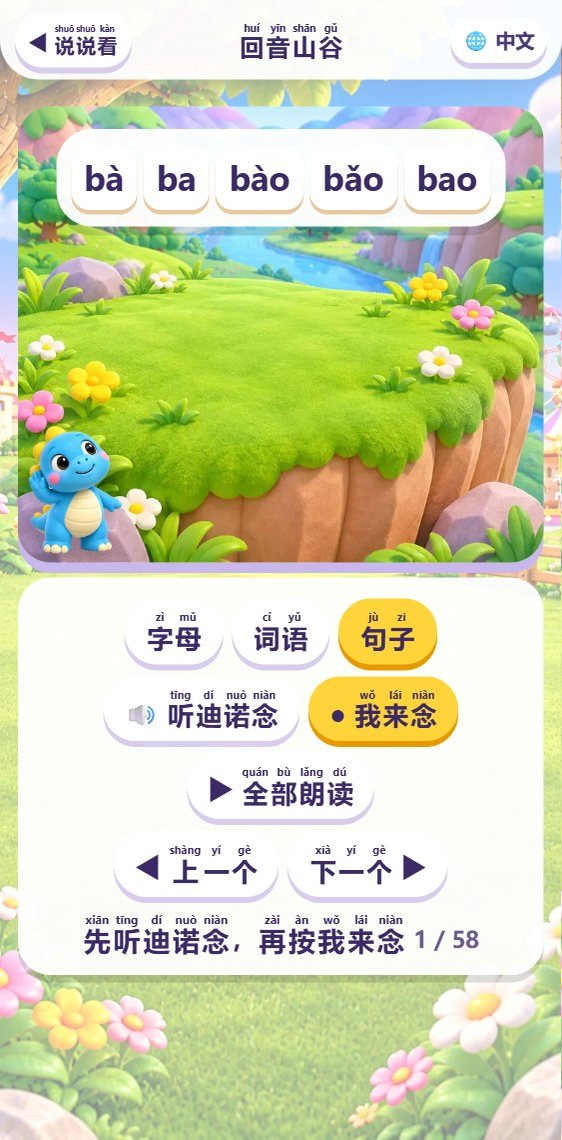 shuō shuō kàn
◀ 说说看
huí yīn shān gǔ
回音山谷
🌐 中文
bà ba bào bǎo bao
zì mǔ cí yǔ jù zi
字母 词语 句子
tīng dí nuò niàn wǒ lái niàn
🔊 听迪诺念 ● 我来念
quán bù lǎng dú
▶ 全部朗读
shàng yí gè xià yí gè
◀ 上一个 下一个 ▶
xiān tīng dí nuò niàn zài àn wǒ lái niàn
先听迪诺念，再按我来念 1 / 58